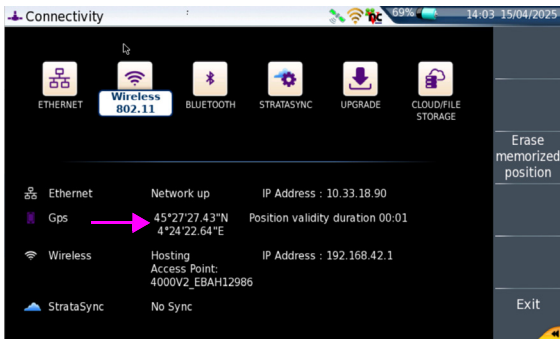 Connectivity
69%
14:03 15/04/2025
ETHERNET
Wireless
802.11
BLUETOOTH
STRATASYNC
UPGRADE
CLOUD/FILE
STORAGE
Erase
memorized
position
Ethernet Network up IP Address : 10.33.18.90
Gps 45°27'27.43"N Position validity duration 00:01
4°24'22.64"E
Wireless Hosting IP Address : 192.168.42.1
Access Point:
4000V2_EBAH12986
StrataSync No Sync
Exit